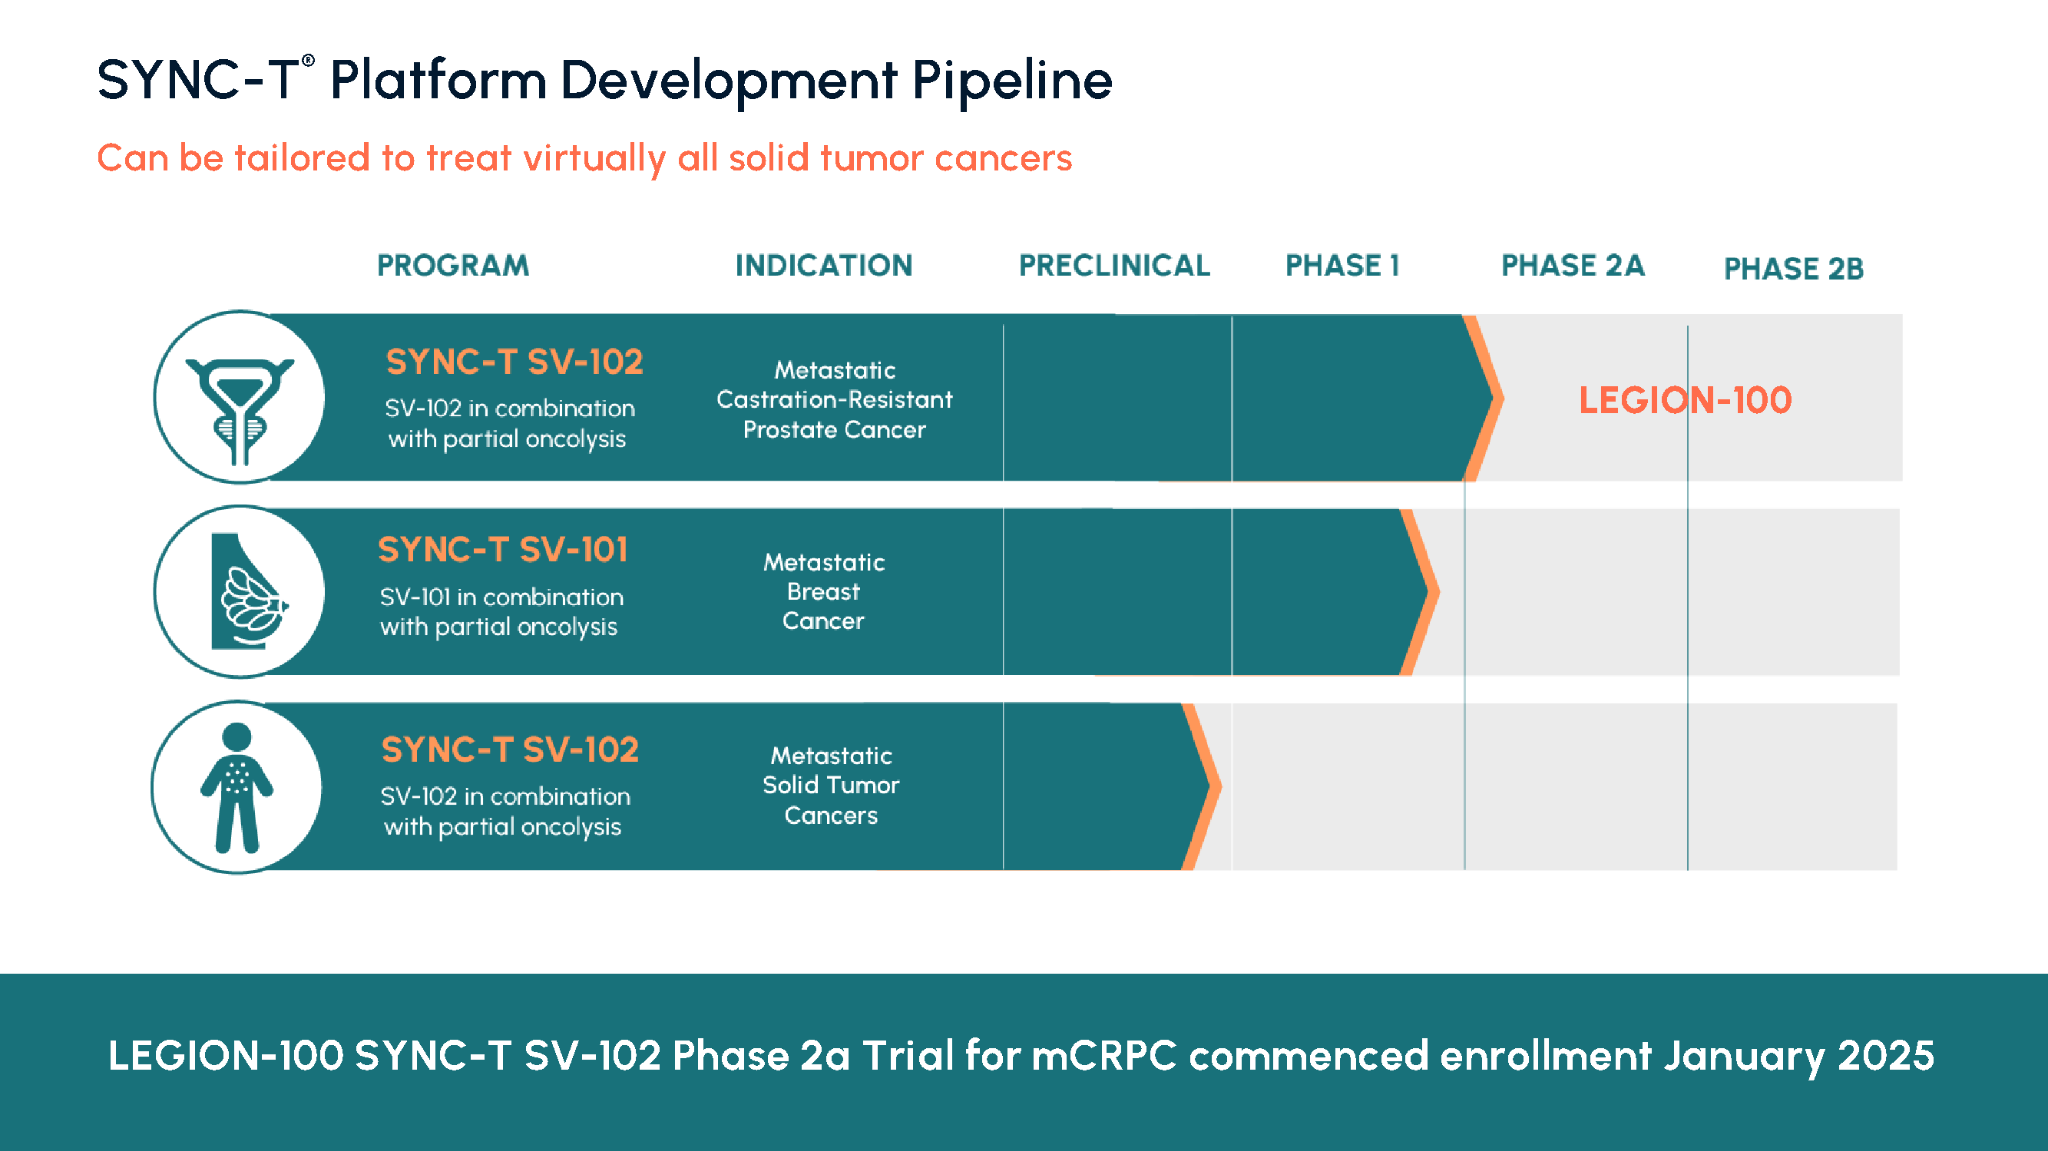 SYNC-T® Platform Development Pipeline
Can be tailored to treat virtually all solid tumor cancers
PROGRAM INDICATION PRECLINICAL PHASE 1 PHASE 2A PHASE 2B
SYNC-T SV-102
SV-102 in combination
with partial oncolysis
Metastatic
Castration-Resistant
Prostate Cancer
LEGION-100
SYNC-T SV-101
SV-101 in combination
with partial oncolysis
Metastatic
Breast
Cancer
SYNC-T SV-102
SV-102 in combination
with partial oncolysis
Metastatic
Solid Tumor
Cancers
LEGION-100 SYNC-T SV-102 Phase 2a Trial for mCRPC commenced enrollment January 2025